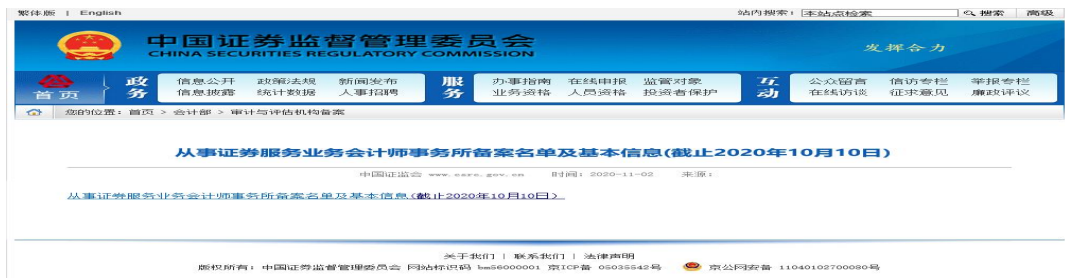 繁体版 | English
站内搜索: 本站点检索 搜索 高级
中国证券监督管理委员会
CHINA SECURITIES REGULATORY COMMISSION
发挥合力
首页
政务
信息公开 政策法规 新闻发布
信息披露 统计数据 人事招聘
服务
办事指南 在线申报 监管对象
业务资格 人员资格 投资者保护
互动
公众留言 信访专栏 举报专栏
在线访谈 征求意见 廉政评议
您的位置: 首页 > 会计部 > 审计与评估机构备案
从事证券服务业务会计师事务所备案名单及基本信息(截止2020年10月10日)
中国证监会 www.csrc.gov.cn 时间: 2020-11-02 来源:
从事证券服务业务会计师事务所备案名单及基本信息(截止2020年10月10日)
关于我们 | 联系我们 | 法律声明
版权所有: 中国证券监督管理委员会 网站标识码 bm56000001 京ICP备 05035542号 京公网安备 11040102700080号